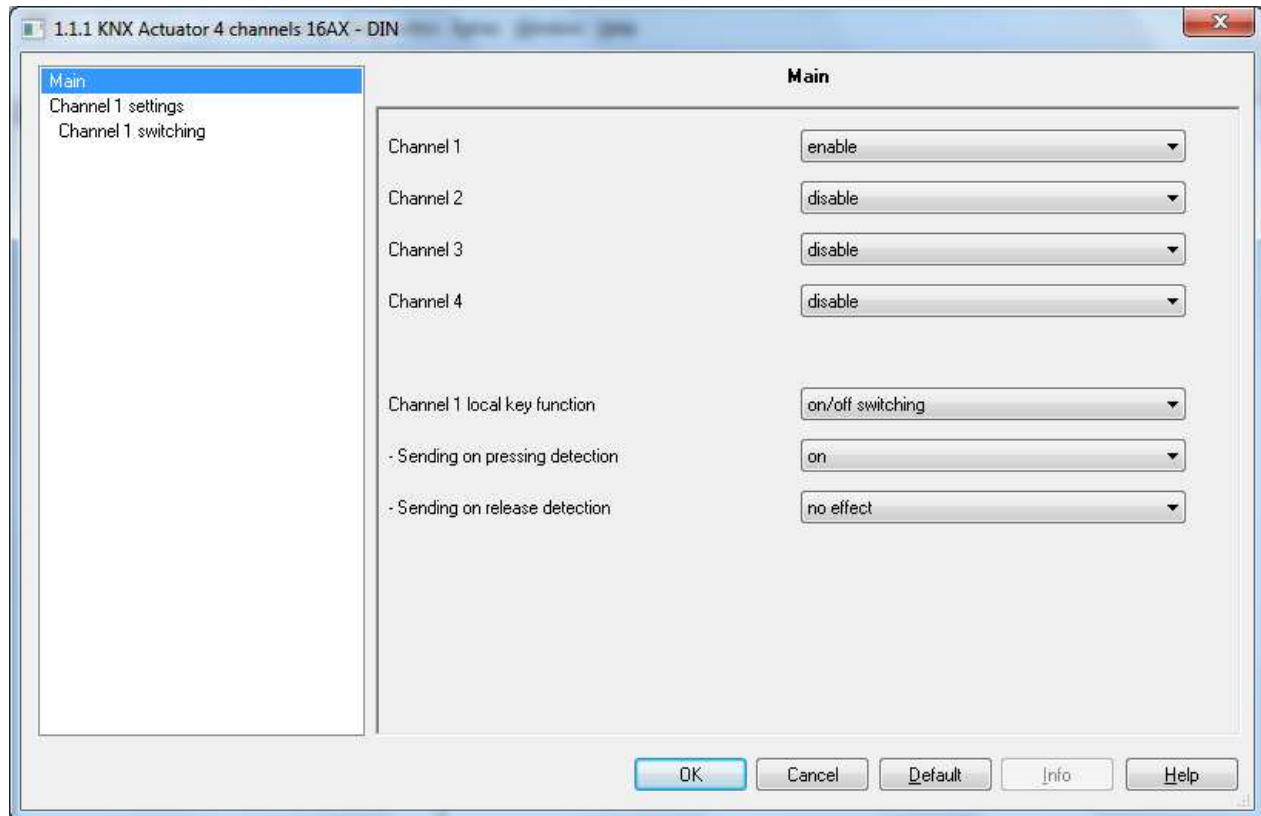 1.1.1 KNX Actuator 4 channels 16AX - DIN
Main
Channel 1 settings
Channel 1 switching
Main
Channel 1 enable
Channel 2 disable
Channel 3 disable
Channel 4 disable
Channel 1 local key function on/off switching
- Sending on pressing detection on
- Sending on release detection no effect
OK Cancel Default Info Help